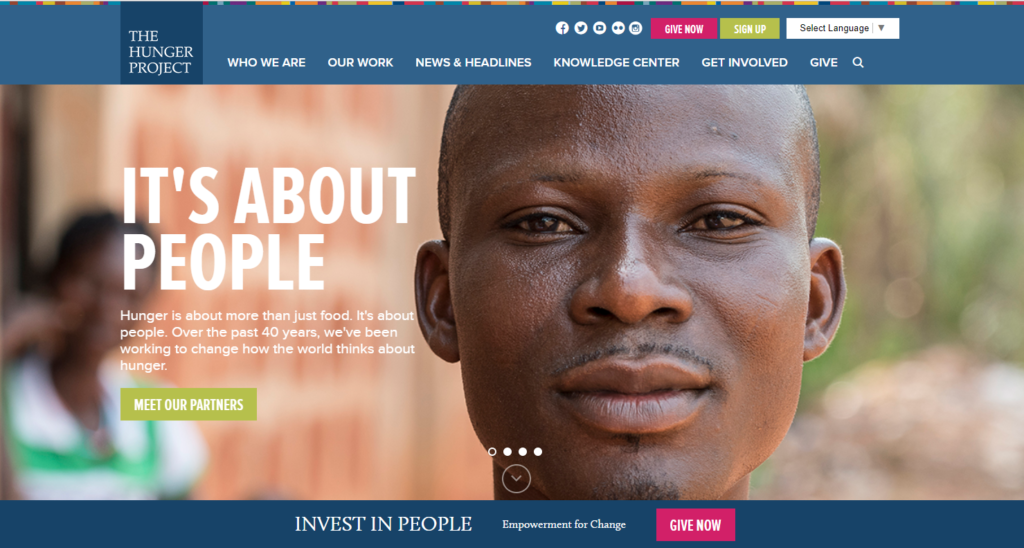 THE
HUNGER
PROJECT
GIVE NOW
SIGN UP
Select Language ▼
WHO WE ARE
OUR WORK
NEWS & HEADLINES
KNOWLEDGE CENTER
GET INVOLVED
GIVE
IT'S ABOUT
PEOPLE
Hunger is about more than just food. It's about
people. Over the past 40 years, we've been
working to change how the world thinks about
hunger.
MEET OUR PARTNERS
INVEST IN PEOPLE
Empowerment for Change
GIVE NOW